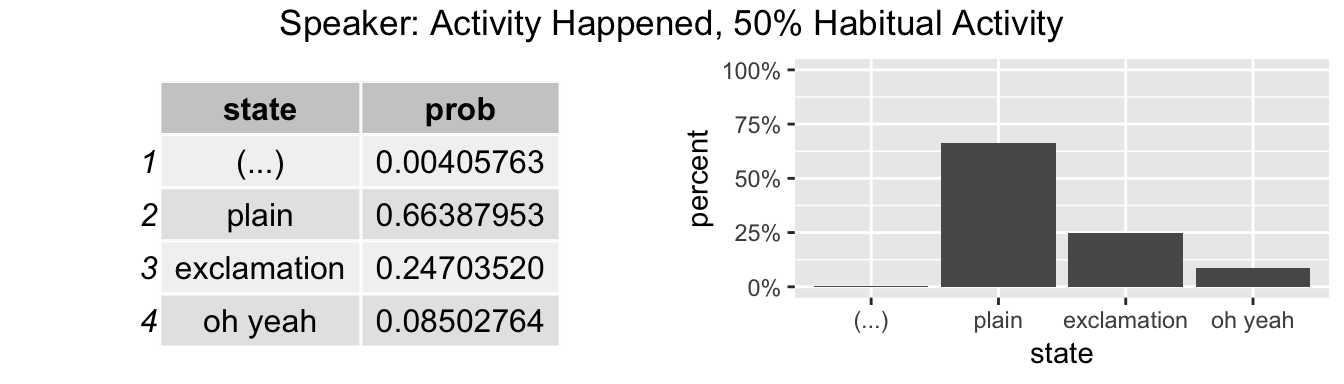 Speaker: Activity Happened, 50% Habitual Activity
state prob
1 (...) 0.00405763
2 plain 0.66387953
3 exclamation 0.24703520
4 oh yeah 0.08502764
100%
75%
50%
25%
0%
percent
(...) plain exclamation oh yeah
state